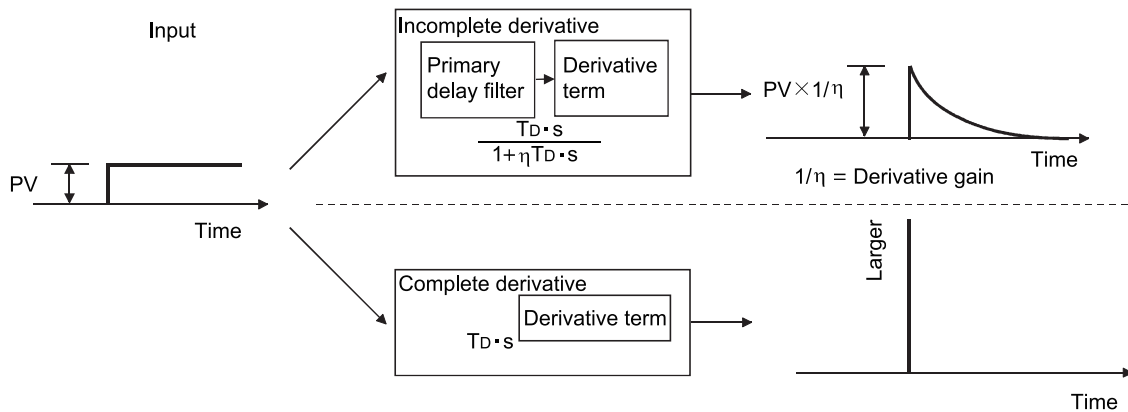 Input
PV
Time
Incomplete derivative
Primary
delay filter
Derivative
term
TD・s
1+ηTD・s
PV×1/η
Time
1/η = Derivative gain
Complete derivative
Derivative term
TD・s
Larger
Time